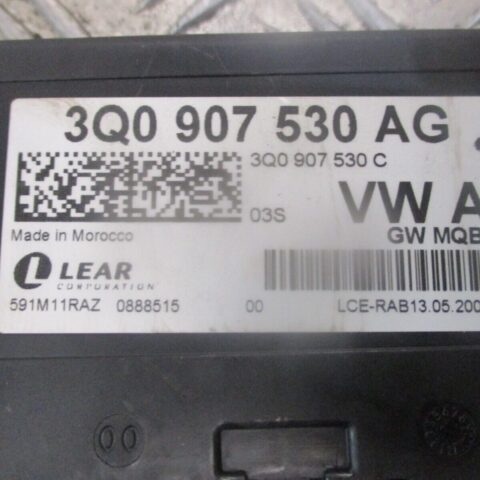 3Q0 907 530 AG
3Q0 907 530 C
03S
VW A
Made in Morocco
GW MQB
LEAR
CORPORATION
591M11RAZ 0888515 00 LCE-RAB13.05.200
00